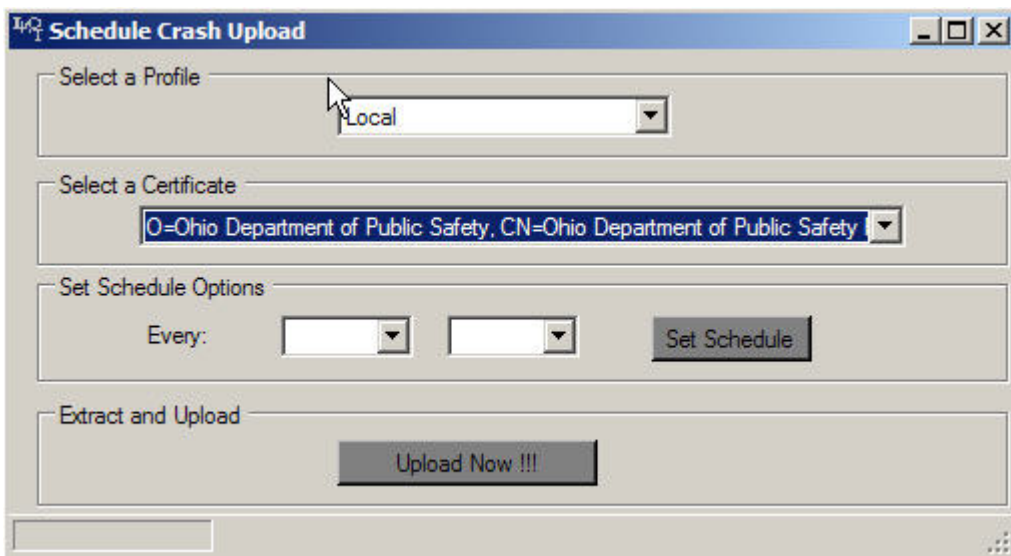 Schedule Crash Upload
Select a Profile
Local
Select a Certificate
O=Ohio Department of Public Safety, CN=Ohio Department of Public Safety
Set Schedule Options
Every:
Set Schedule
Extract and Upload
Upload Now !!!